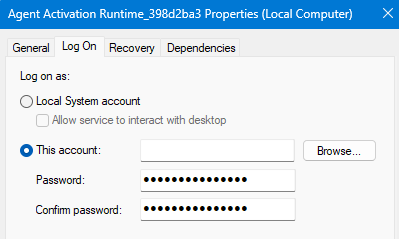 Agent Activation Runtime_398d2ba3 Properties (Local Computer)
General Log On Recovery Dependencies
Log on as:
Local System account
Allow service to interact with desktop
This account: Browse...
Password: •••••••••••••••
Confirm password: •••••••••••••••